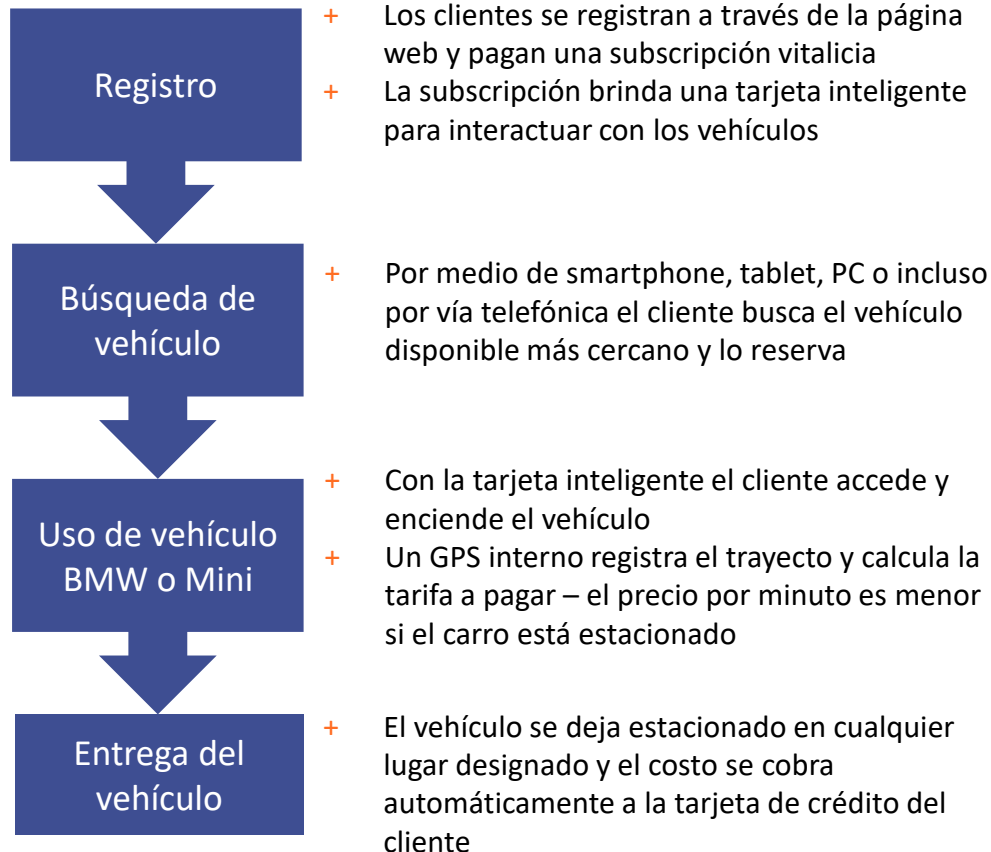 Registro
+ Los clientes se registran a través de la página
web y pagan una subscripción vitalicia
+ La subscripción brinda una tarjeta inteligente
para interactuar con los vehículos
Búsqueda de
vehículo
+ Por medio de smartphone, tablet, PC o incluso
por vía telefónica el cliente busca el vehículo
disponible más cercano y lo reserva
Uso de vehículo
BMW o Mini
+ Con la tarjeta inteligente el cliente accede y
enciende el vehículo
+ Un GPS interno registra el trayecto y calcula la
tarifa a pagar – el precio por minuto es menor
si el carro está estacionado
Entrega del
vehículo
+ El vehículo se deja estacionado en cualquier
lugar designado y el costo se cobra
automáticamente a la tarjeta de crédito del
cliente